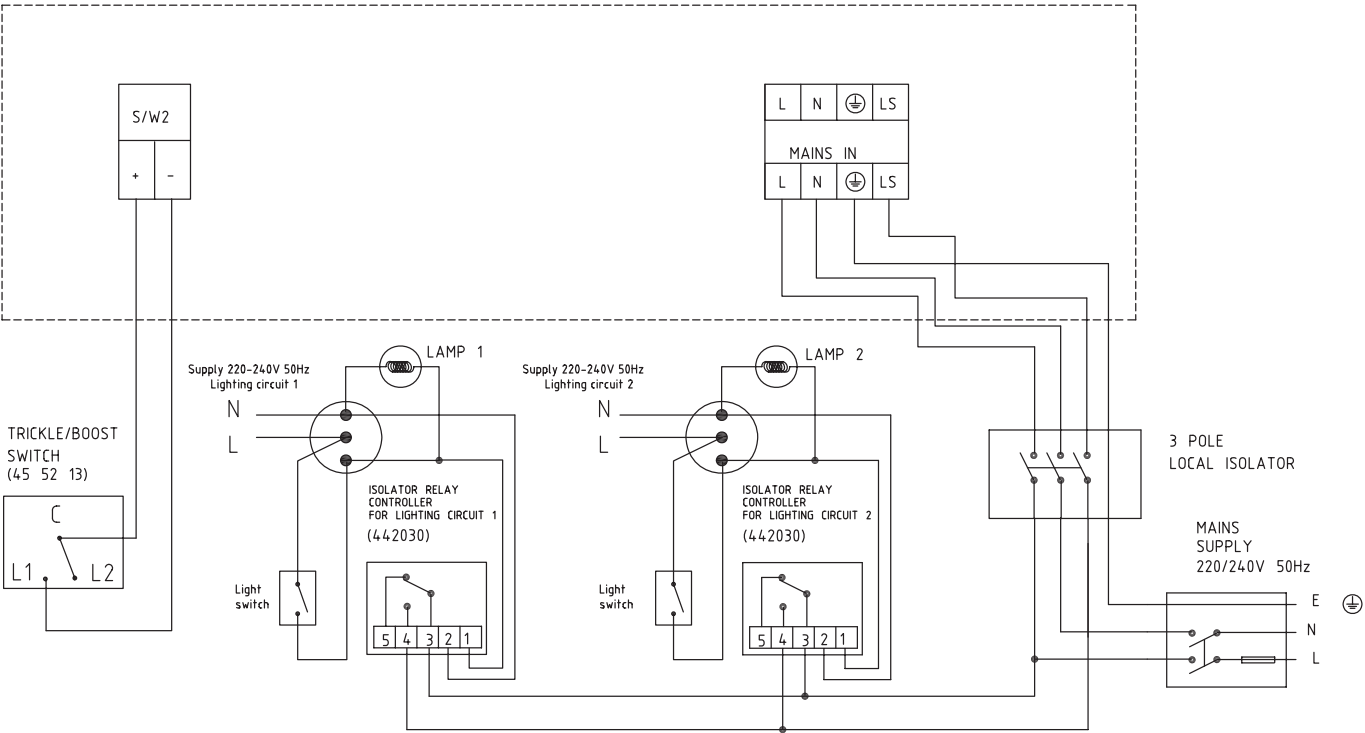 S/W2
+ -
L N LS
MAINS IN
L N LS
LAMP 1
Supply 220-240V 50Hz
Lighting circuit 1
N
L
LAMP 2
Supply 220-240V 50Hz
Lighting circuit 2
N
L
TRICKLE/BOOST
SWITCH
(45 52 13)
C
L1 L2
ISOLATOR RELAY
CONTROLLER
FOR LIGHTING CIRCUIT 1
(442030)
Light
switch
5 4 3 2 1
ISOLATOR RELAY
CONTROLLER
FOR LIGHTING CIRCUIT 2
(442030)
Light
switch
5 4 3 2 1
3 POLE
LOCAL ISOLATOR
MAINS
SUPPLY
220/240V 50Hz
E
N
L